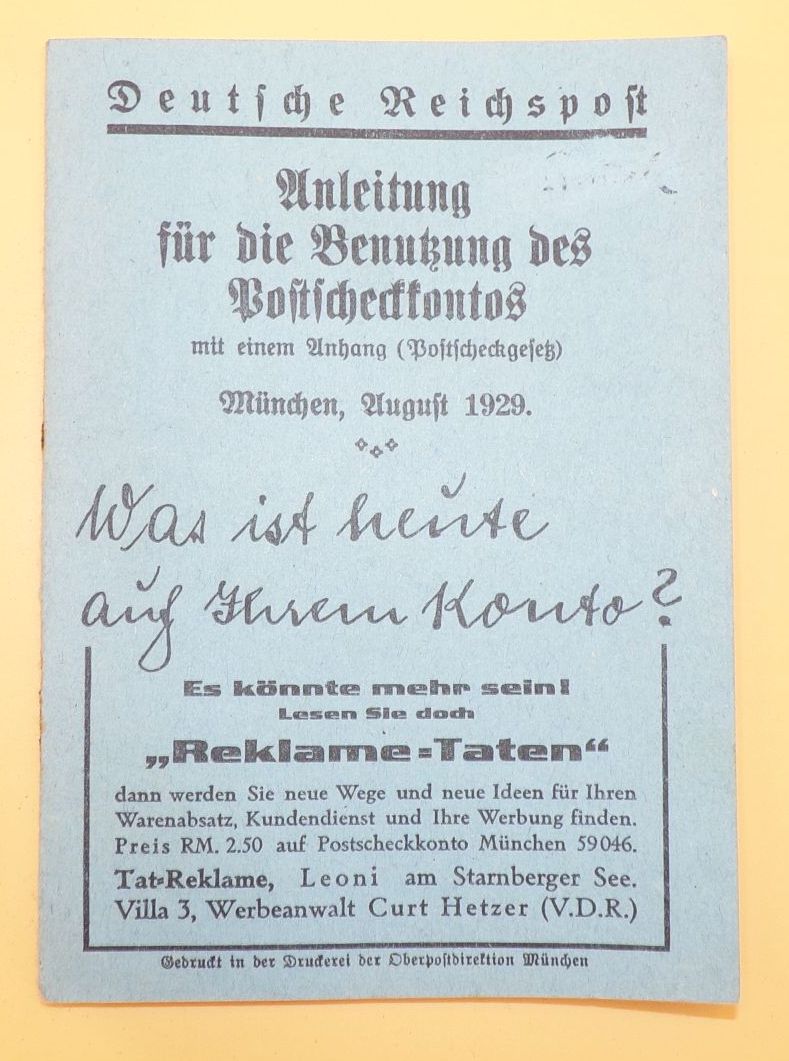 Deutsche Reichspost
Anleitung
für die Benutzung des
Postscheckkontos
mit einem Anhang (Postscheckgesetz)
München, August 1929.
Was ist heute
auf Ihrem Konto?
Es könnte mehr sein!
Lesen Sie doch
„Reklame=Taten“
dann werden Sie neue Wege und neue Ideen für Ihren
Warenabsatz, Kundendienst und Ihre Werbung finden.
Preis RM. 2.50 auf Postscheckkonto München 59046.
Tat=Reklame, Leoni am Starnberger See.
Villa 3, Werbeanwalt Curt Hetzer (V.D.R.)
Gedruckt in der Druckerei der Oberpostdirektion München